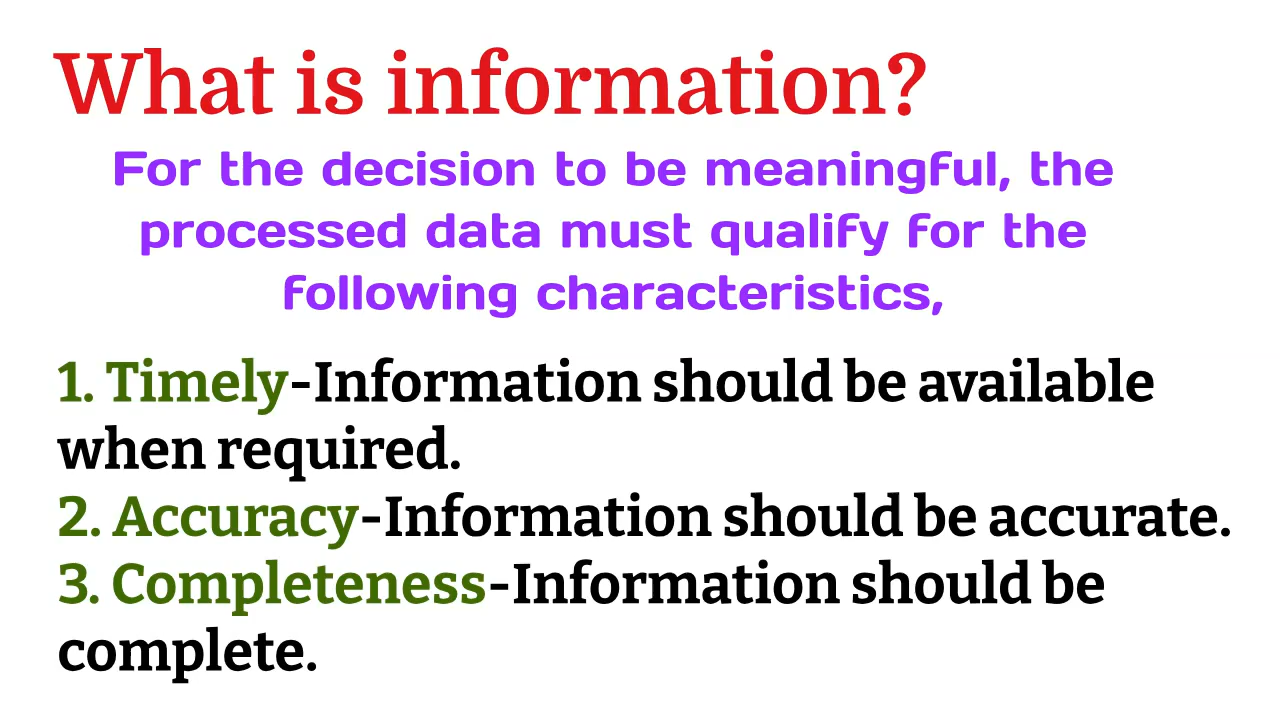 What is information?
For the decision to be meaningful, the
processed data must qualify for the
following characteristics,
1. Timely-Information should be available
when required.
2. Accuracy-Information should be accurate.
3. Completeness-Information should be
complete.